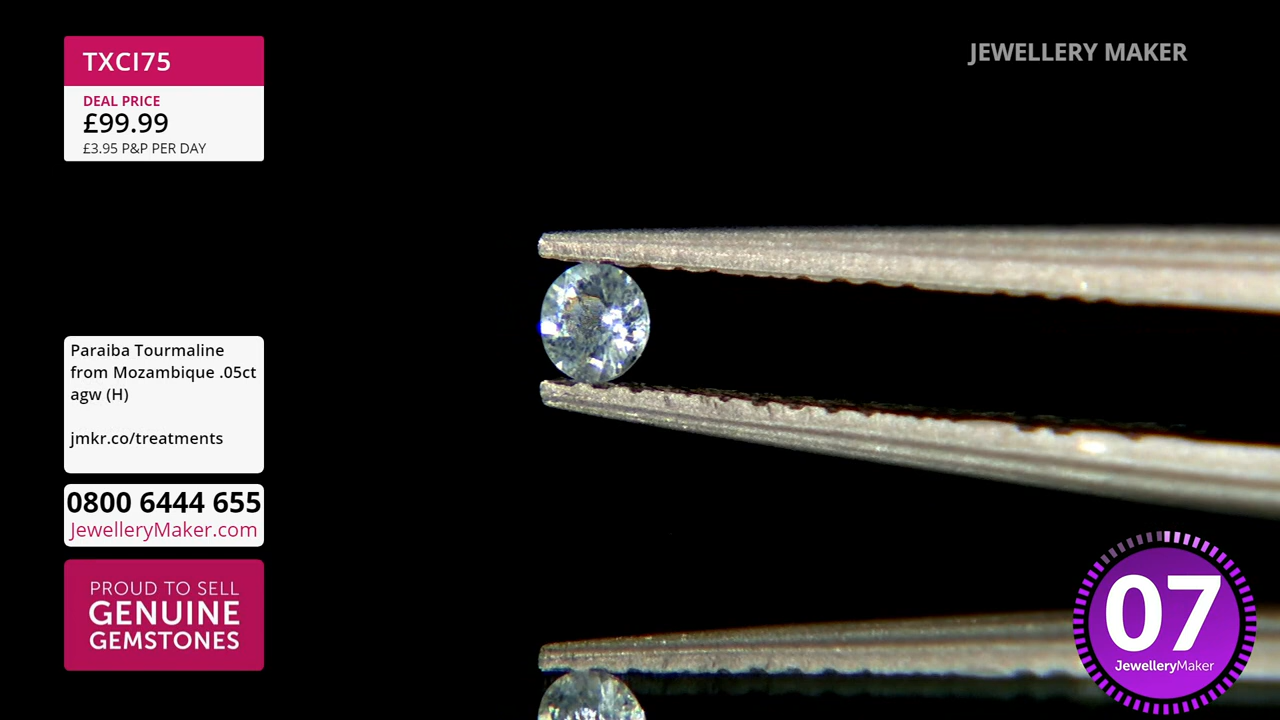 TXCI75
DEAL PRICE
£99.99
£3.95 P&P PER DAY
JEWELLERY MAKER
Paraiba Tourmaline
from Mozambique .05ct
agw (H)
jmkr.co/treatments
0800 6444 655
JewelleryMaker.com
PROUD TO SELL
GENUINE
GEMSTONES
07
JewelleryMaker